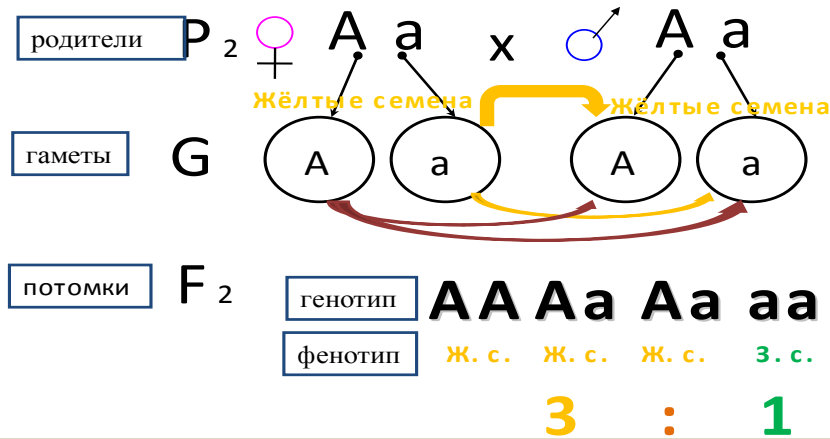 родители P 2 A a x A a
Жёлтые семена Жёлтые семена
гаметы G A a A a
потомки F 2
генотип AA Aa Aa aa
фенотип Ж. с. Ж. с. Ж. с. З. с.
3 : 1